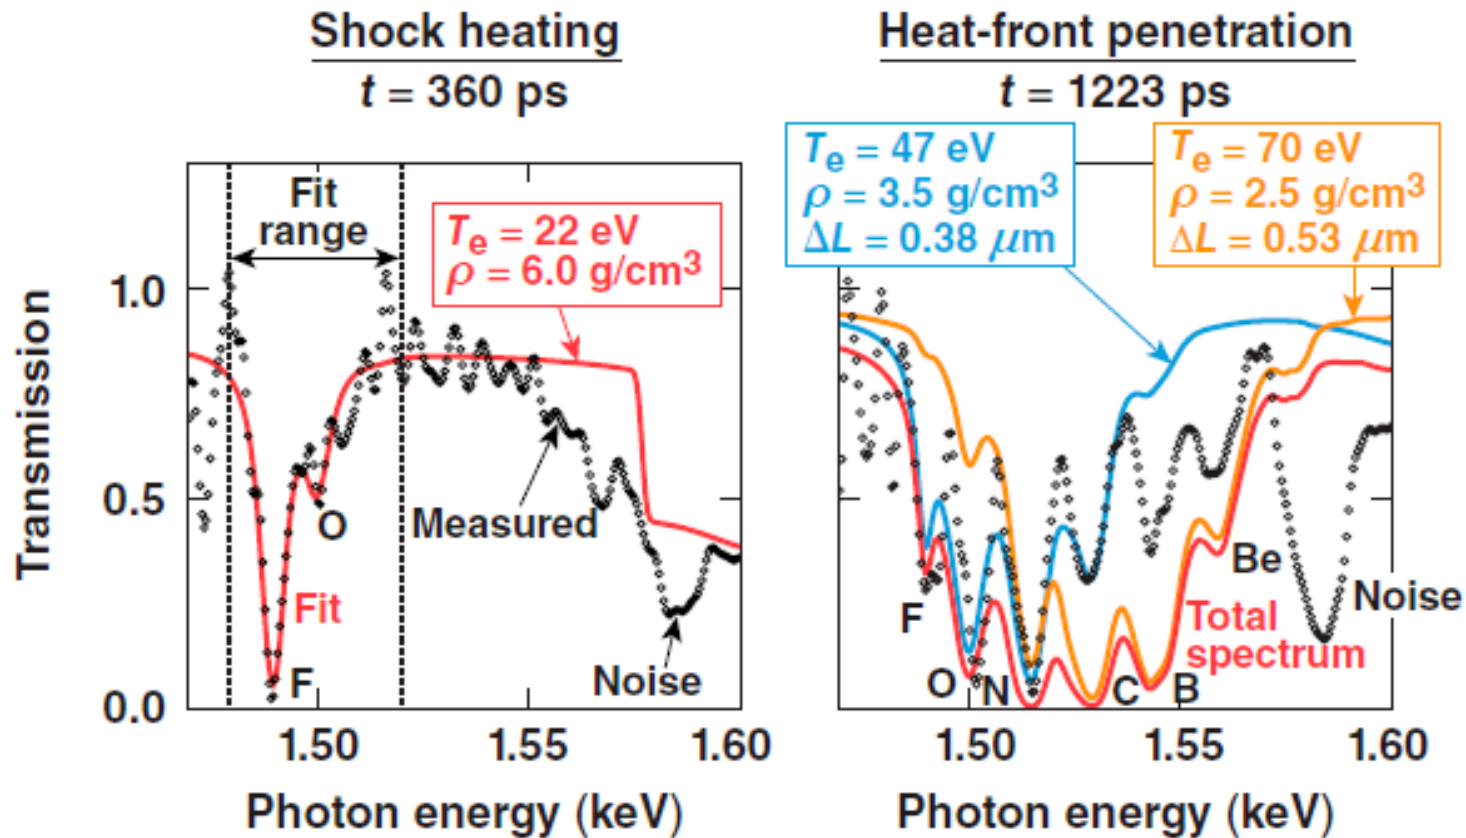 Shock heating
t = 360 ps
Heat-front penetration
t = 1223 ps
Transmission
1.0
0.5
0.0
Fit
range
Te = 22 eV
ρ = 6.0 g/cm3
Measured
O
Fit
F
Noise
1.50
1.55
1.60
Photon energy (keV)
Te = 47 eV
ρ = 3.5 g/cm3
ΔL = 0.38 μm
Te = 70 eV
ρ = 2.5 g/cm3
ΔL = 0.53 μm
F
O
N
C
B
Be
Total
spectrum
Noise
1.50
1.55
1.60
Photon energy (keV)